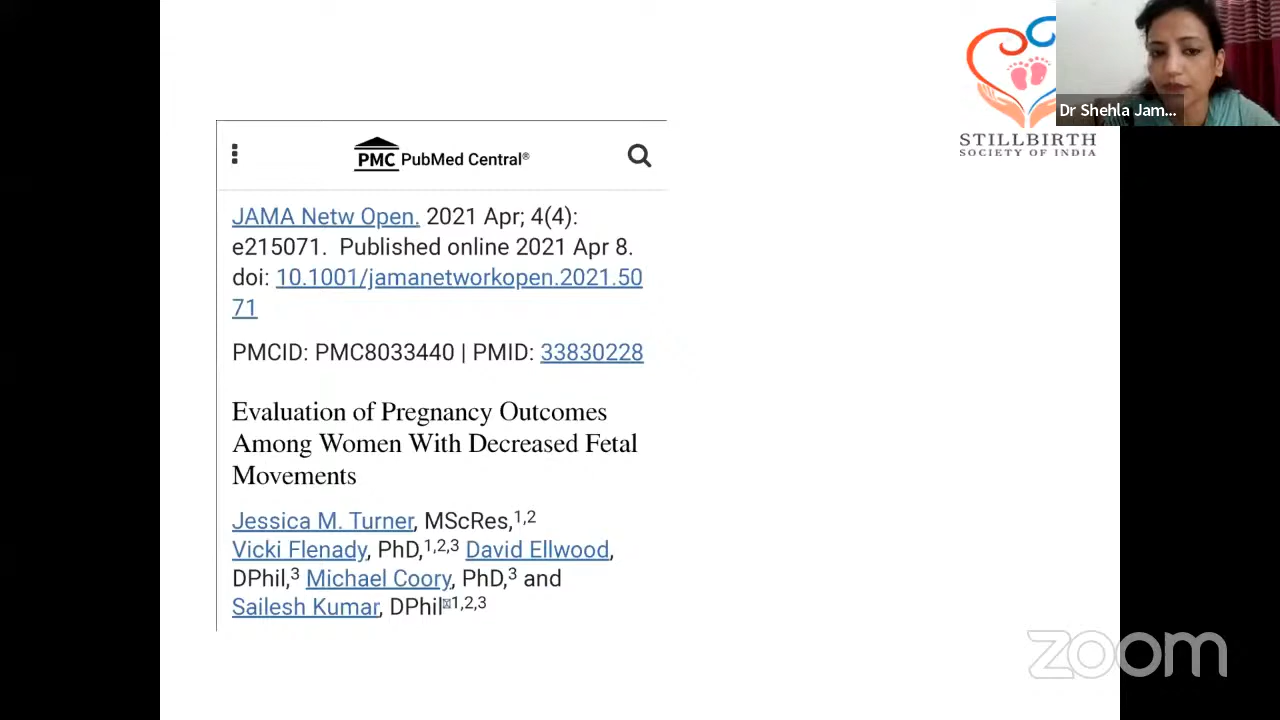 Dr Shehla Jam...
STILLBIRTH
SOCIETY OF INDIA
PMC PubMed Central®
JAMA Netw Open. 2021 Apr; 4(4):
e215071. Published online 2021 Apr 8.
doi: 10.1001/jamanetworkopen.2021.50
71
PMCID: PMC8033440 | PMID: 33830228
Evaluation of Pregnancy Outcomes
Among Women With Decreased Fetal
Movements
Jessica M. Turner, MScRes,1,2
Vicki Flenady, PhD,1,2,3 David Ellwood,
DPhil,3 Michael Coory, PhD,3 and
Sailesh Kumar, DPhil1,2,3
zoom